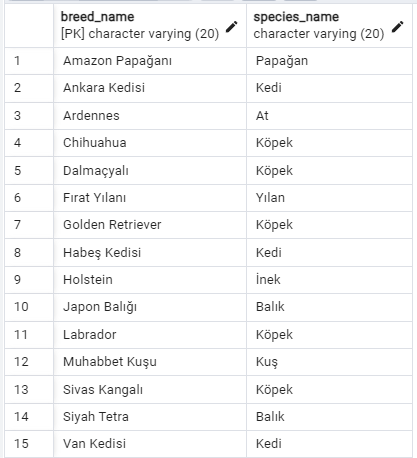 breed_name species_name
[PK] character varying (20) character varying (20)
1 Amazon Papağanı Papağan
2 Ankara Kedisi Kedi
3 Ardennes At
4 Chihuahua Köpek
5 Dalmaçyalı Köpek
6 Fırat Yılanı Yılan
7 Golden Retriever Köpek
8 Habeş Kedisi Kedi
9 Holstein İnek
10 Japon Balığı Balık
11 Labrador Köpek
12 Muhabbet Kuşu Kuş
13 Sivas Kangalı Köpek
14 Siyah Tetra Balık
15 Van Kedisi Kedi